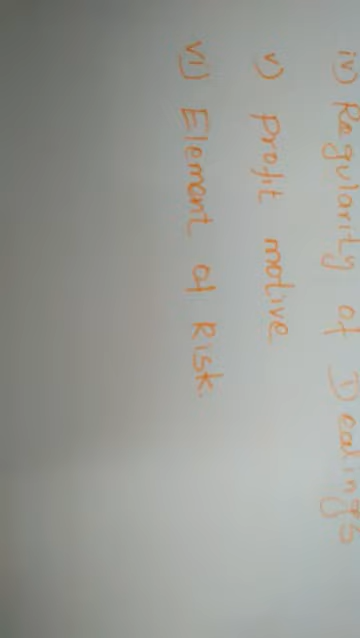 iv) Regularity of Dealings
v) Profit motive
vi) Element of Risk.